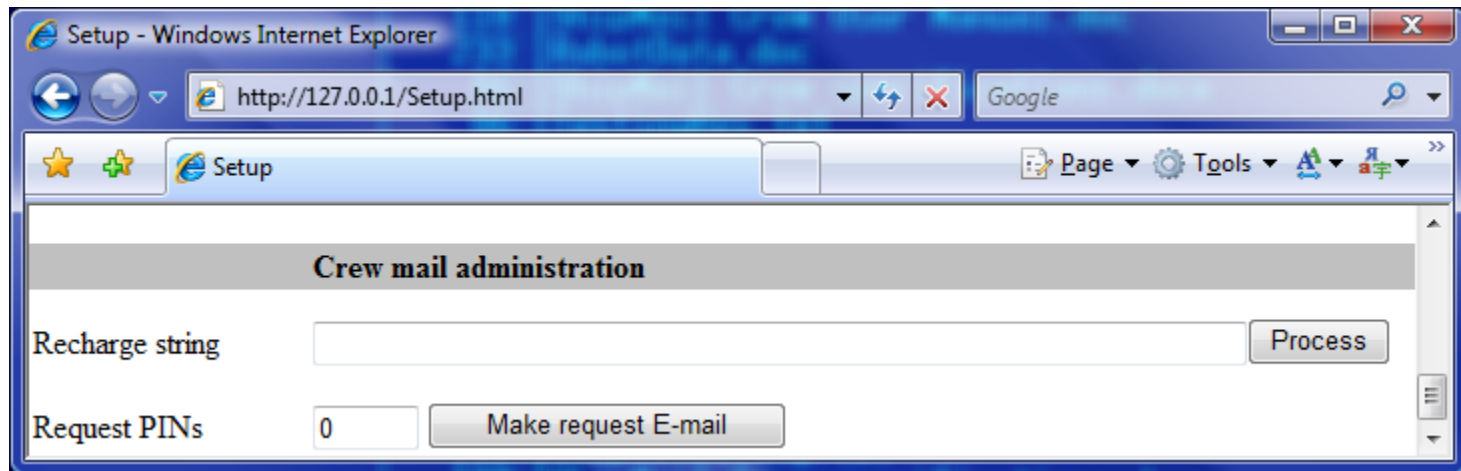 Setup - Windows Internet Explorer
http://127.0.0.1/Setup.html
Google
Setup
Page
Tools
Crew mail administration
Recharge string
Process
Request PINs
0
Make request E-mail